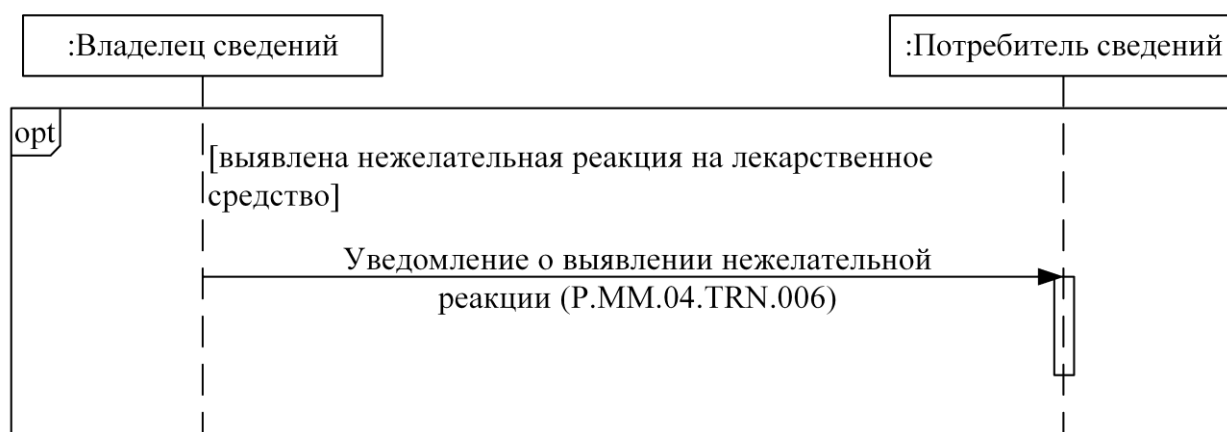 :Владелец сведений
:Потребитель сведений
opt
[выявлена нежелательная реакция на лекарственное
средство]
Уведомление о выявлении нежелательной
реакции (P.MM.04.TRN.006)